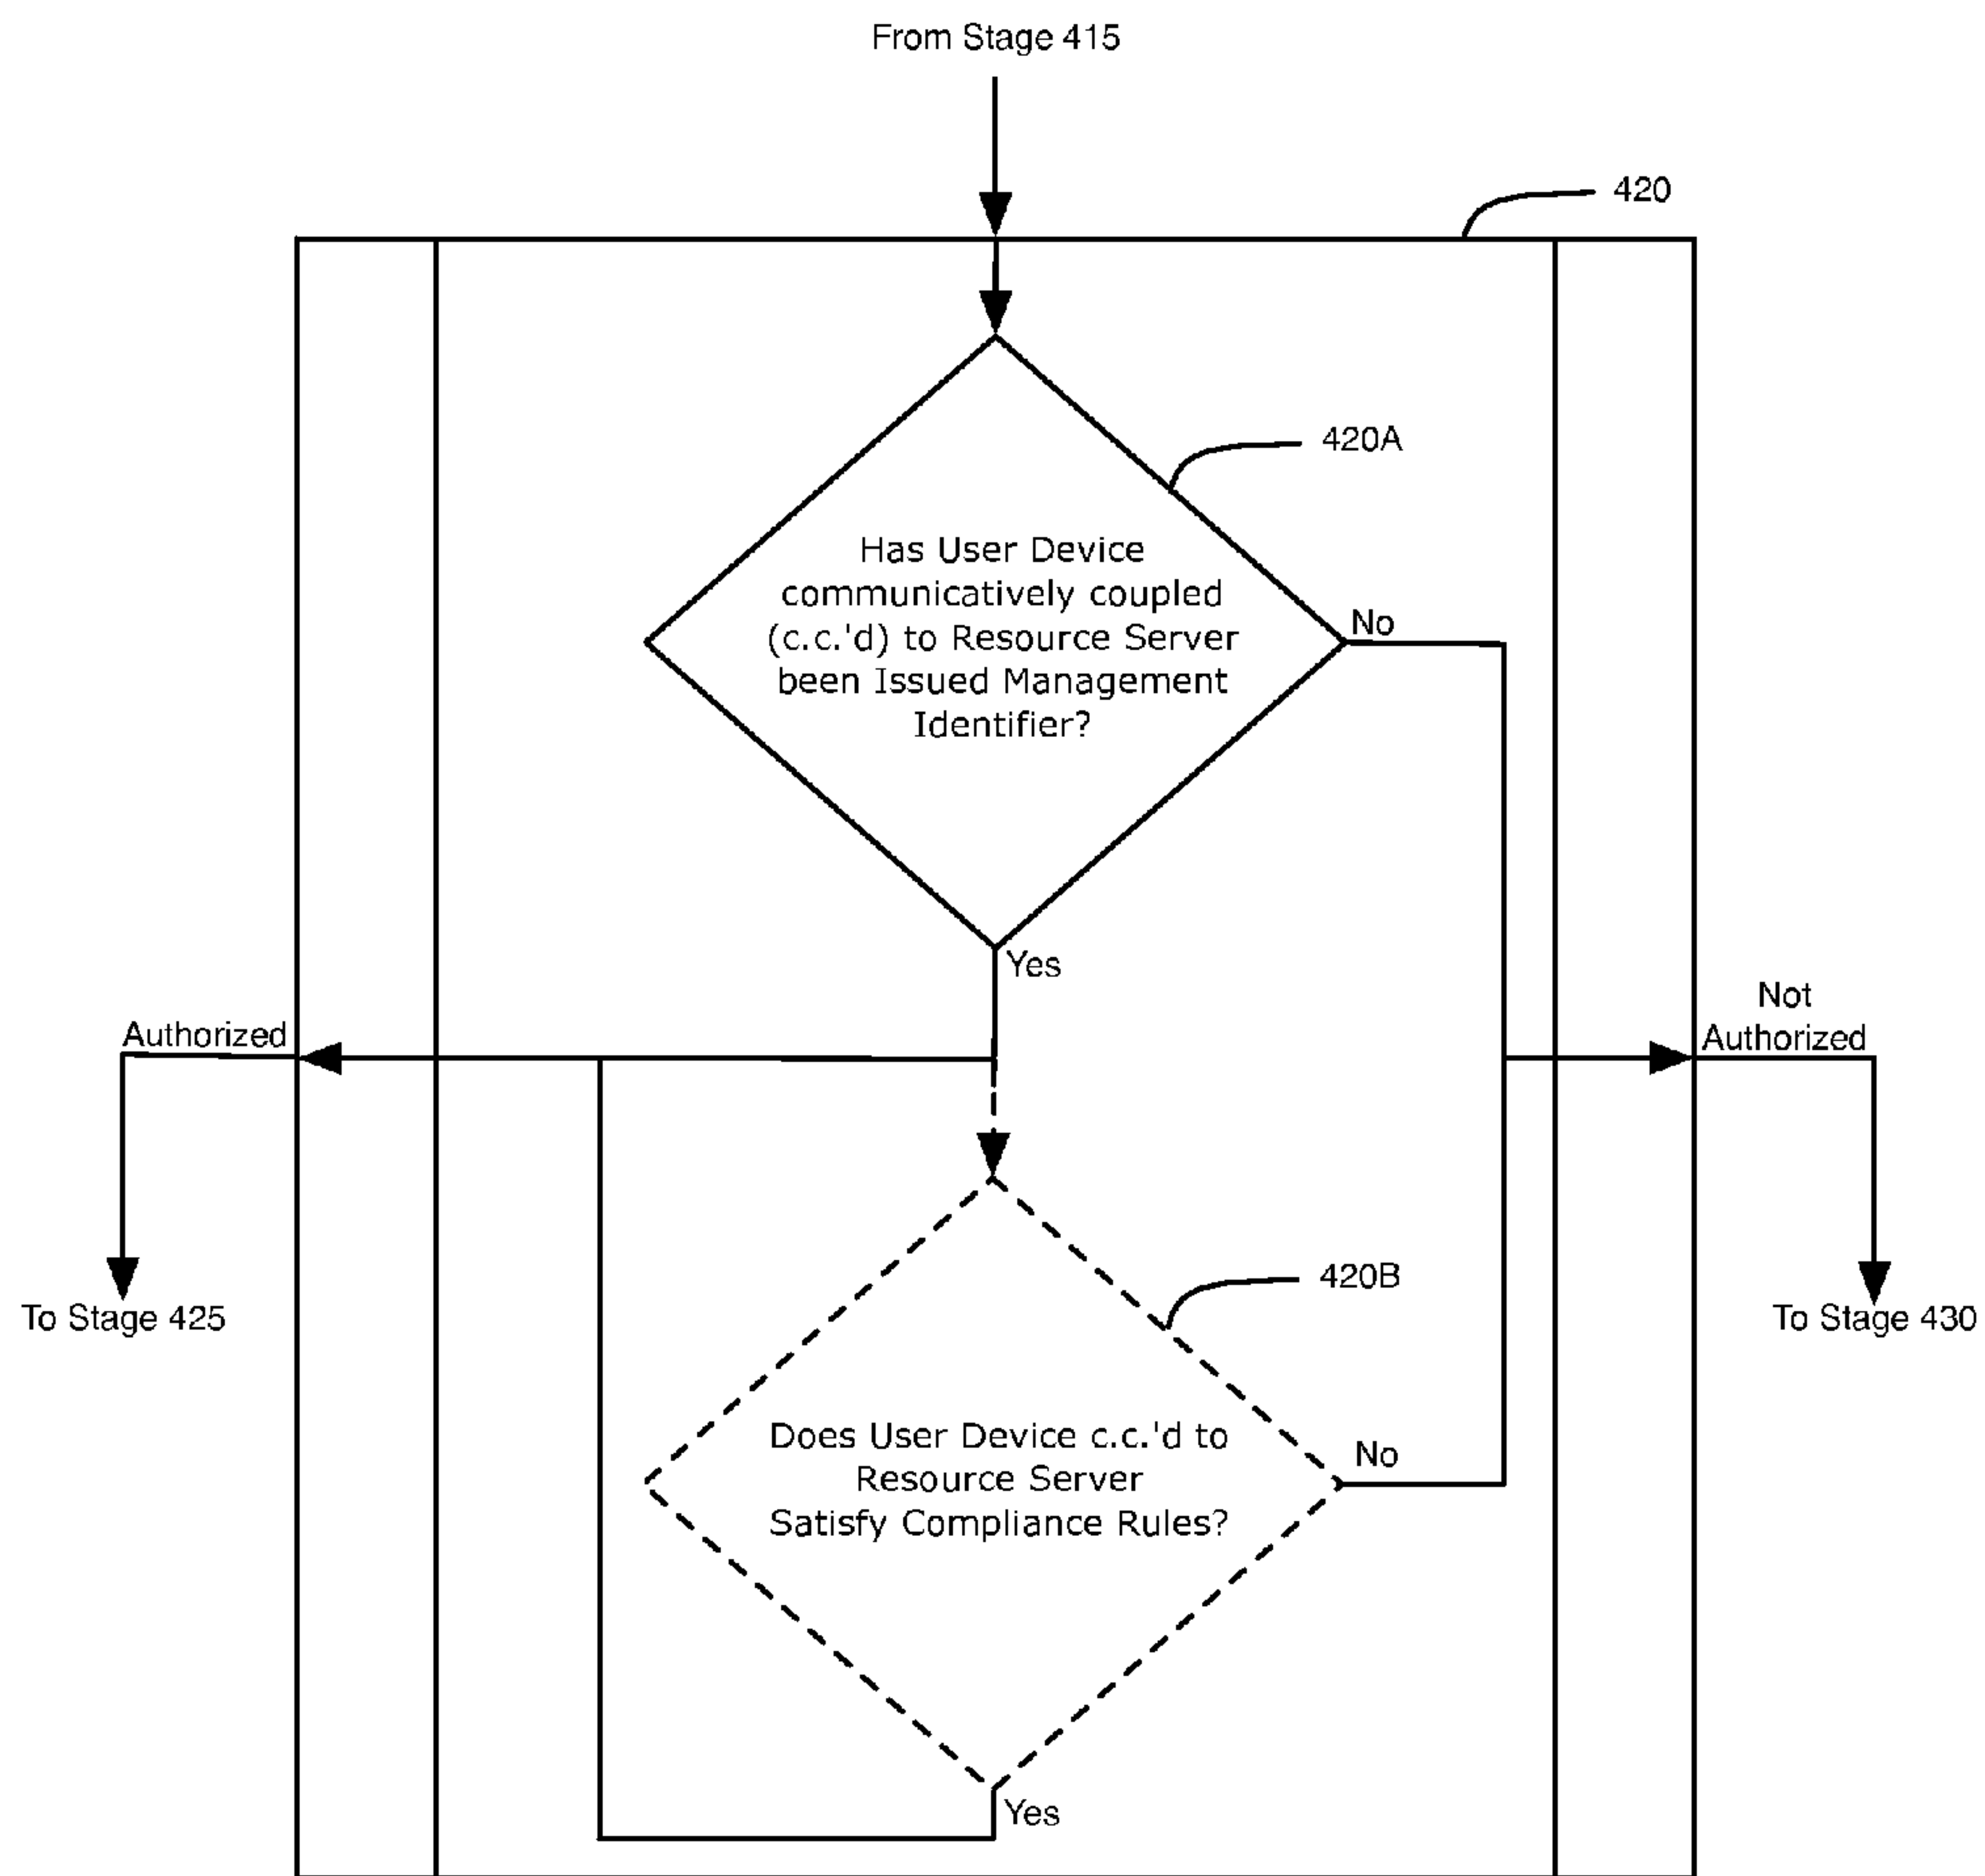 From Stage 415
420
420A
Has User Device
communicatively coupled
(c.c.'d) to Resource Server
been Issued Management
Identifier?
No
Yes
Authorized
Not
Authorized
To Stage 425
To Stage 430
420B
Does User Device c.c.'d to
Resource Server
Satisfy Compliance Rules?
No
Yes